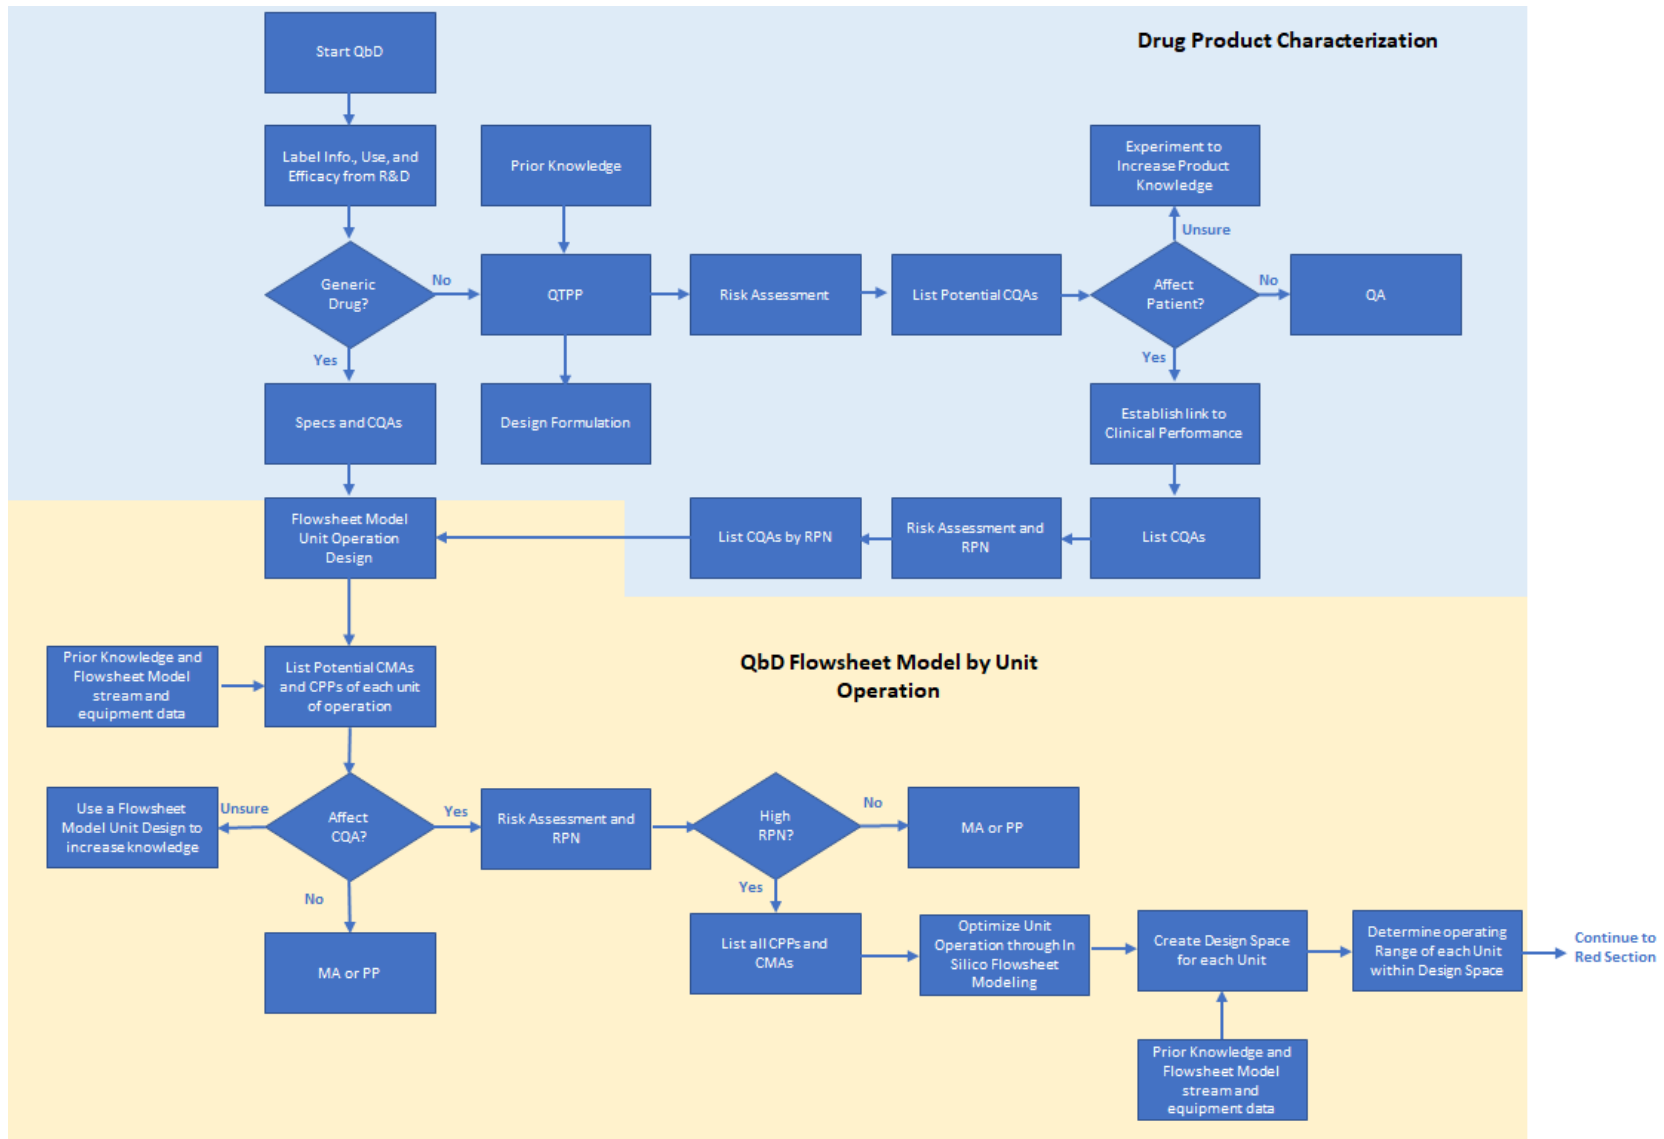 Drug Product Characterization
Start QbD
Label Info., Use, and
Efficacy from R&D
Prior Knowledge
Experiment to
Increase Product
Knowledge
Unsure
Generic
Drug?
No
QTPP
Risk Assessment
List Potential CQAs
Affect
Patient?
No
QA
Yes
Yes
Specs and CQAs
Design Formulation
Establish link to
Clinical Performance
Flowsheet Model
Unit Operation
Design
List CQAs by RPN
Risk Assessment and
RPN
List CQAs
QbD Flowsheet Model by Unit
Operation
Prior Knowledge and
Flowsheet Model
stream and
equipment data
List Potential CMAs
and CPPs of each unit
of operation
Use a Flowsheet
Model Unit Design to
increase knowledge
Unsure
Affect
CQA?
Yes
Risk Assessment and
RPN
High
RPN?
No
MA or PP
No
Yes
MA or PP
List all CPPs and
CMAs
Optimize Unit
Operation through In
Silico Flowsheet
Modeling
Create Design Space
for each Unit
Determine operating
Range of each Unit
within Design Space
Continue to
Red Section
Prior Knowledge and
Flowsheet Model
stream and
equipment data